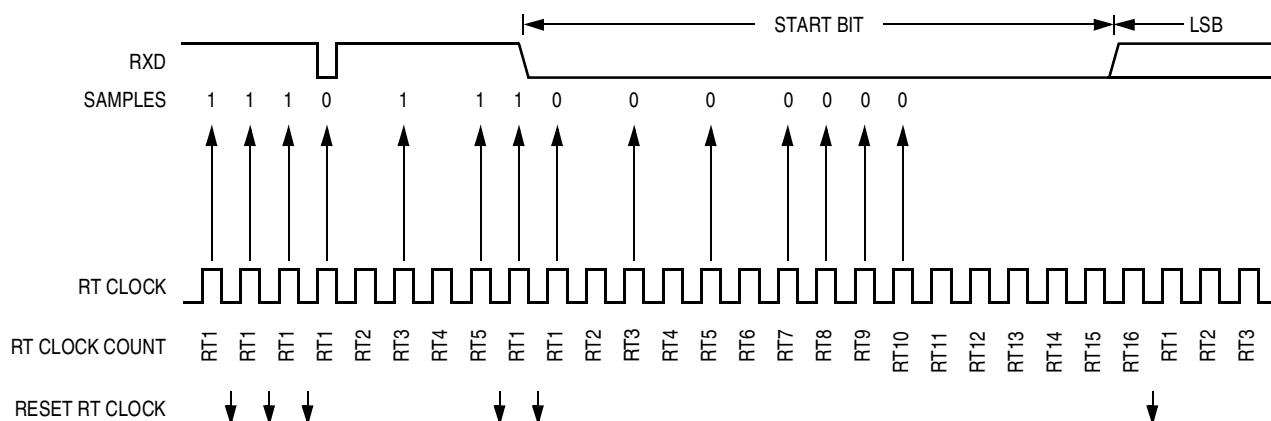 START BIT LSB
RXD
SAMPLES 1 1 1 0 1 1 1 0 0 0 0 0 0 0
RT CLOCK
RT CLOCK COUNT RT1 RT1 RT1 RT1 RT2 RT3 RT4 RT5 RT1 RT1 RT2 RT3 RT4 RT5 RT6 RT7 RT8 RT9 RT10 RT11 RT12 RT13 RT14 RT15 RT16 RT1 RT2 RT3
RESET RT CLOCK